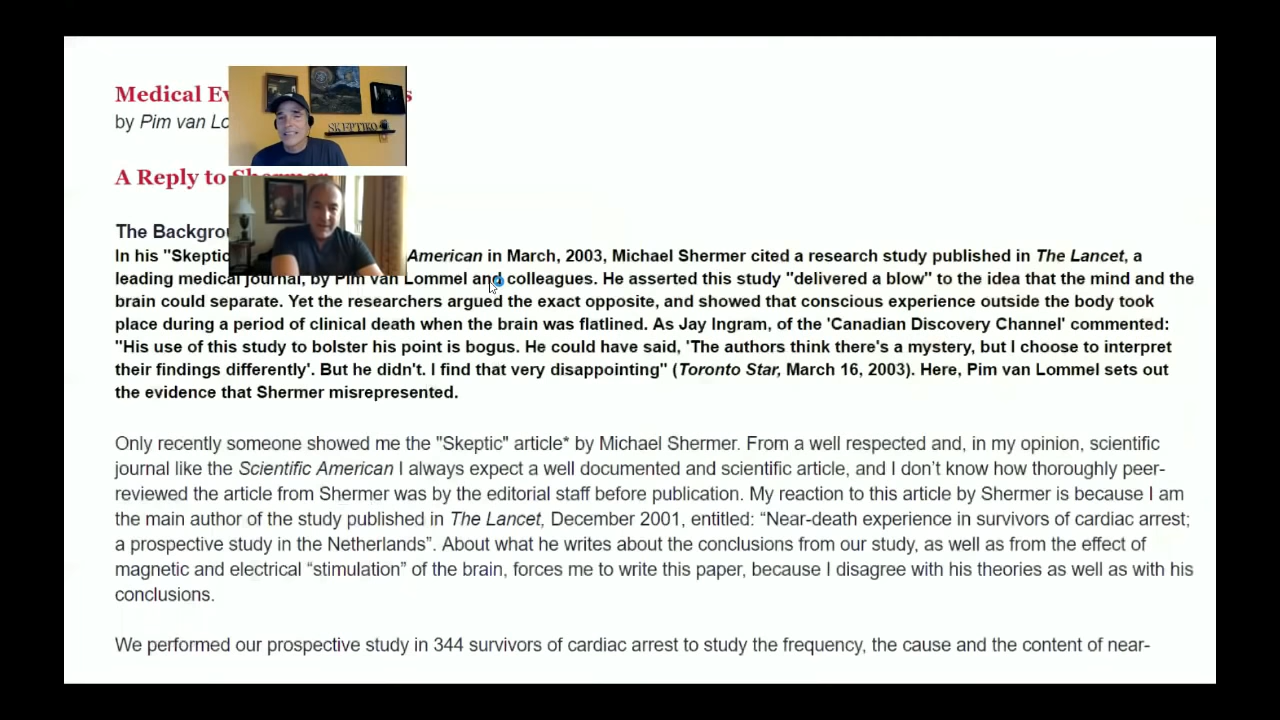 Medical Ev
by Pim van Lo
SKEPTIKO
A Reply to Shermer
The Backgrou
In his "Skeptic American in March, 2003, Michael Shermer cited a research study published in The Lancet, a
leading medical journal, by Pim van Lommel and colleagues. He asserted this study "delivered a blow" to the idea that the mind and the
brain could separate. Yet the researchers argued the exact opposite, and showed that conscious experience outside the body took
place during a period of clinical death when the brain was flatlined. As Jay Ingram, of the 'Canadian Discovery Channel' commented:
"His use of this study to bolster his point is bogus. He could have said, 'The authors think there's a mystery, but I choose to interpret
their findings differently'. But he didn't. I find that very disappointing" (Toronto Star, March 16, 2003). Here, Pim van Lommel sets out
the evidence that Shermer misrepresented.
Only recently someone showed me the "Skeptic" article* by Michael Shermer. From a well respected and, in my opinion, scientific
journal like the Scientific American I always expect a well documented and scientific article, and I don’t know how thoroughly peer-
reviewed the article from Shermer was by the editorial staff before publication. My reaction to this article by Shermer is because I am
the main author of the study published in The Lancet, December 2001, entitled: “Near-death experience in survivors of cardiac arrest;
a prospective study in the Netherlands”. About what he writes about the conclusions from our study, as well as from the effect of
magnetic and electrical “stimulation” of the brain, forces me to write this paper, because I disagree with his theories as well as with his
conclusions.
We performed our prospective study in 344 survivors of cardiac arrest to study the frequency, the cause and the content of near-